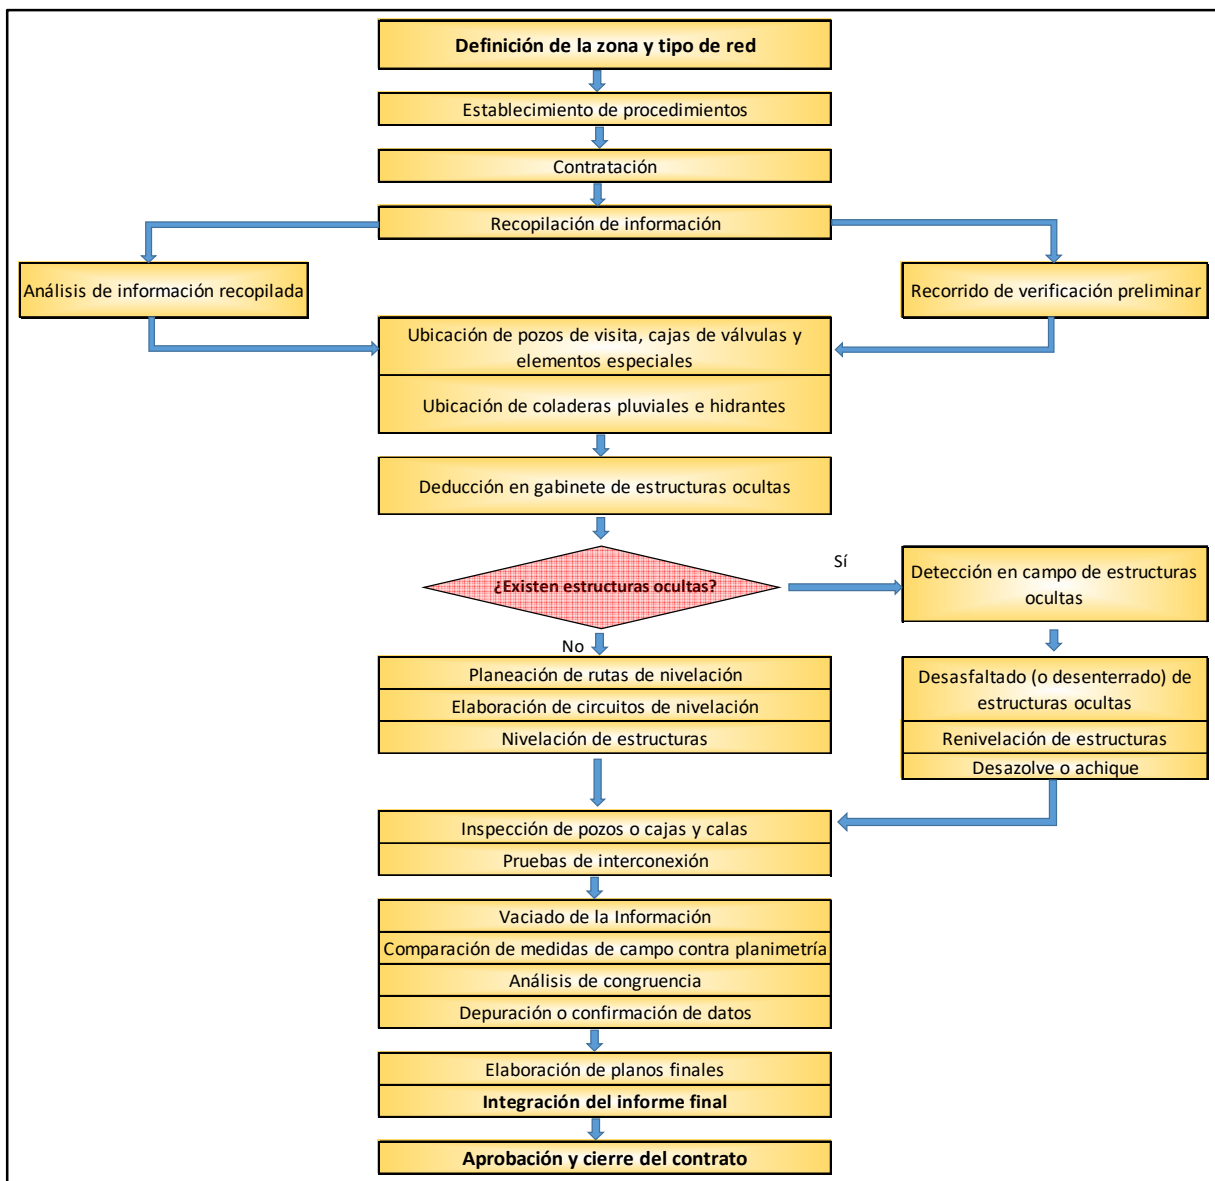 Definición de la zona y tipo de red
Establecimiento de procedimientos
Contratación
Recopilación de información
Análisis de información recopilada
Recorrido de verificación preliminar
Ubicación de pozos de visita, cajas de válvulas y
elementos especiales
Ubicación de coladeras pluviales e hidrantes
Deducción en gabinete de estructuras ocultas
¿Existen estructuras ocultas?
Sí
Detección en campo de estructuras
ocultas
No
Planeación de rutas de nivelación
Elaboración de circuitos de nivelación
Nivelación de estructuras
Desasfaltado (o desenterrado) de
estructuras ocultas
Renivelación de estructuras
Desazolve o achique
Inspección de pozos o cajas y calas
Pruebas de interconexión
Vaciado de la Información
Comparación de medidas de campo contra planimetría
Análisis de congruencia
Depuración o confirmación de datos
Elaboración de planos finales
Integración del informe final
Aprobación y cierre del contrato